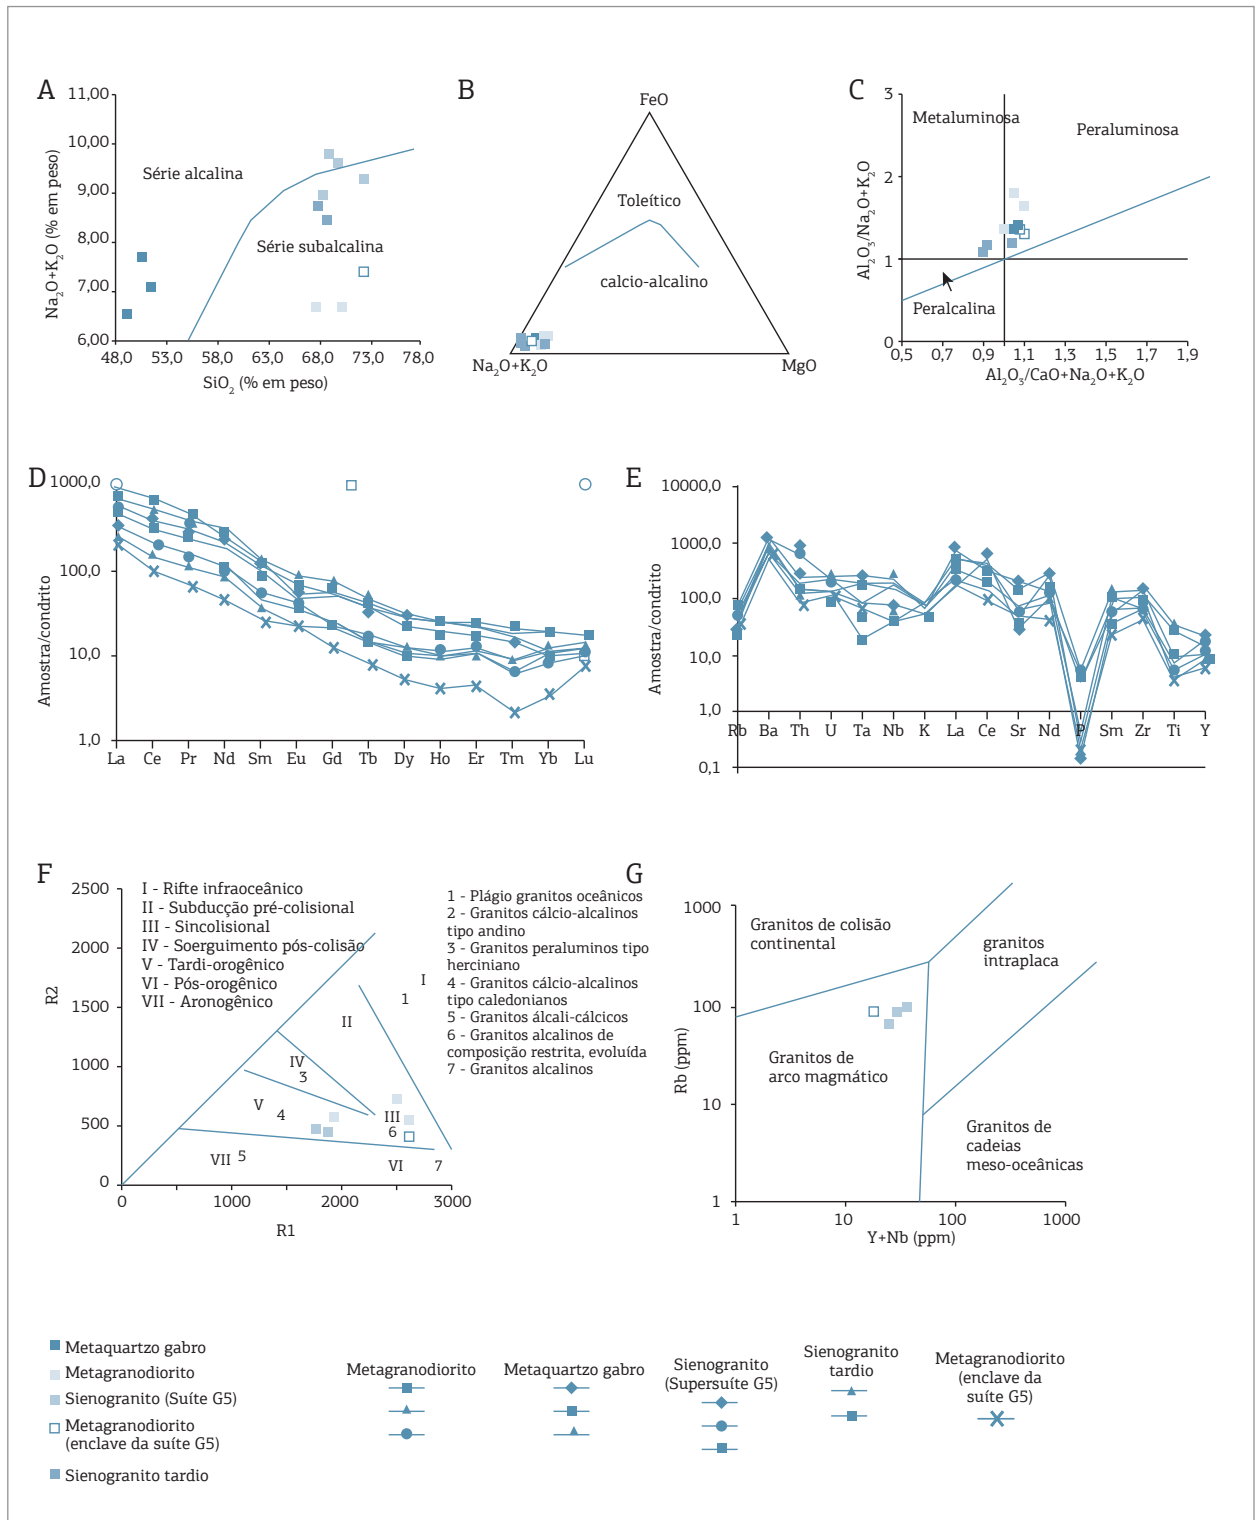 A
11,00
10,00
9,00
8,00
7,00
6,00
Na2O+K2O (% em peso)
Série alcalina
Série subalcalina
48,0 53,0 58,0 63,0 68,0 73,0 78,0
SiO2 (% em peso)
B
FeO
Toleítico
calcio-alcalino
Na2O+K2O
MgO
C
3
2
1
0
Al2O3/Na2O+K2O
Metaluminosa
Peraluminosa
Peralcalina
0,5 0,7 0,9 1,1 1,3 1,5 1,7 1,9
Al2O3/CaO+Na2O+K2O
D
1000,0
100,0
10,0
1,0
Amostra/condrito
La Ce Pr Nd Sm Eu Gd Tb Dy Ho Er Tm Yb Lu
E
10000,0
1000,0
100,0
10,0
1,0
0,1
Amostra/condrito
Rb Ba Th U Ta Nb K La Ce Sr Nd P Sm Zr Ti Y
F
2500
2000
1500
1000
500
0
R2
I - Rifte infraoceânico
II - Subducção pré-colisional
III - Sincolisional
IV - Soerguimento pós-colisão
V - Tardi-orogênico
VI - Pós-orogênico
VII - Aronogênico
I
1
II
IV
3
V
4
III
6
VII 5
VI
7
0 1000 2000 3000
R1
1 - Plágio granitos oceânicos
2 - Granitos cálcio-alcalinos
tipo andino
3 - Granitos peraluminos tipo
herciniano
4 - Granitos cálcio-alcalinos
tipo caledonianos
5 - Granitos álcali-cálcicos
6 - Granitos alcalinos de
composição restrita, evoluída
7 - Granitos alcalinos
G
1000
100
10
1
Rb (ppm)
Granitos de colisão
continental
granitos
intraplaca
Granitos de
arco magmático
Granitos de
cadeias
meso-oceânicas
1 10 100 1000
Y+Nb (ppm)
Metaquartzo gabro
Metagranodiorito
Sienogranito (Suíte G5)
Metagranodiorito
(enclave da suíte G5)
Sienogranito tardio
Metagranodiorito
Metaquartzo gabro
Sienogranito
(Supersuíte G5)
Sienogranito
tardio
Metagranodiorito
(enclave da
suíte G5)